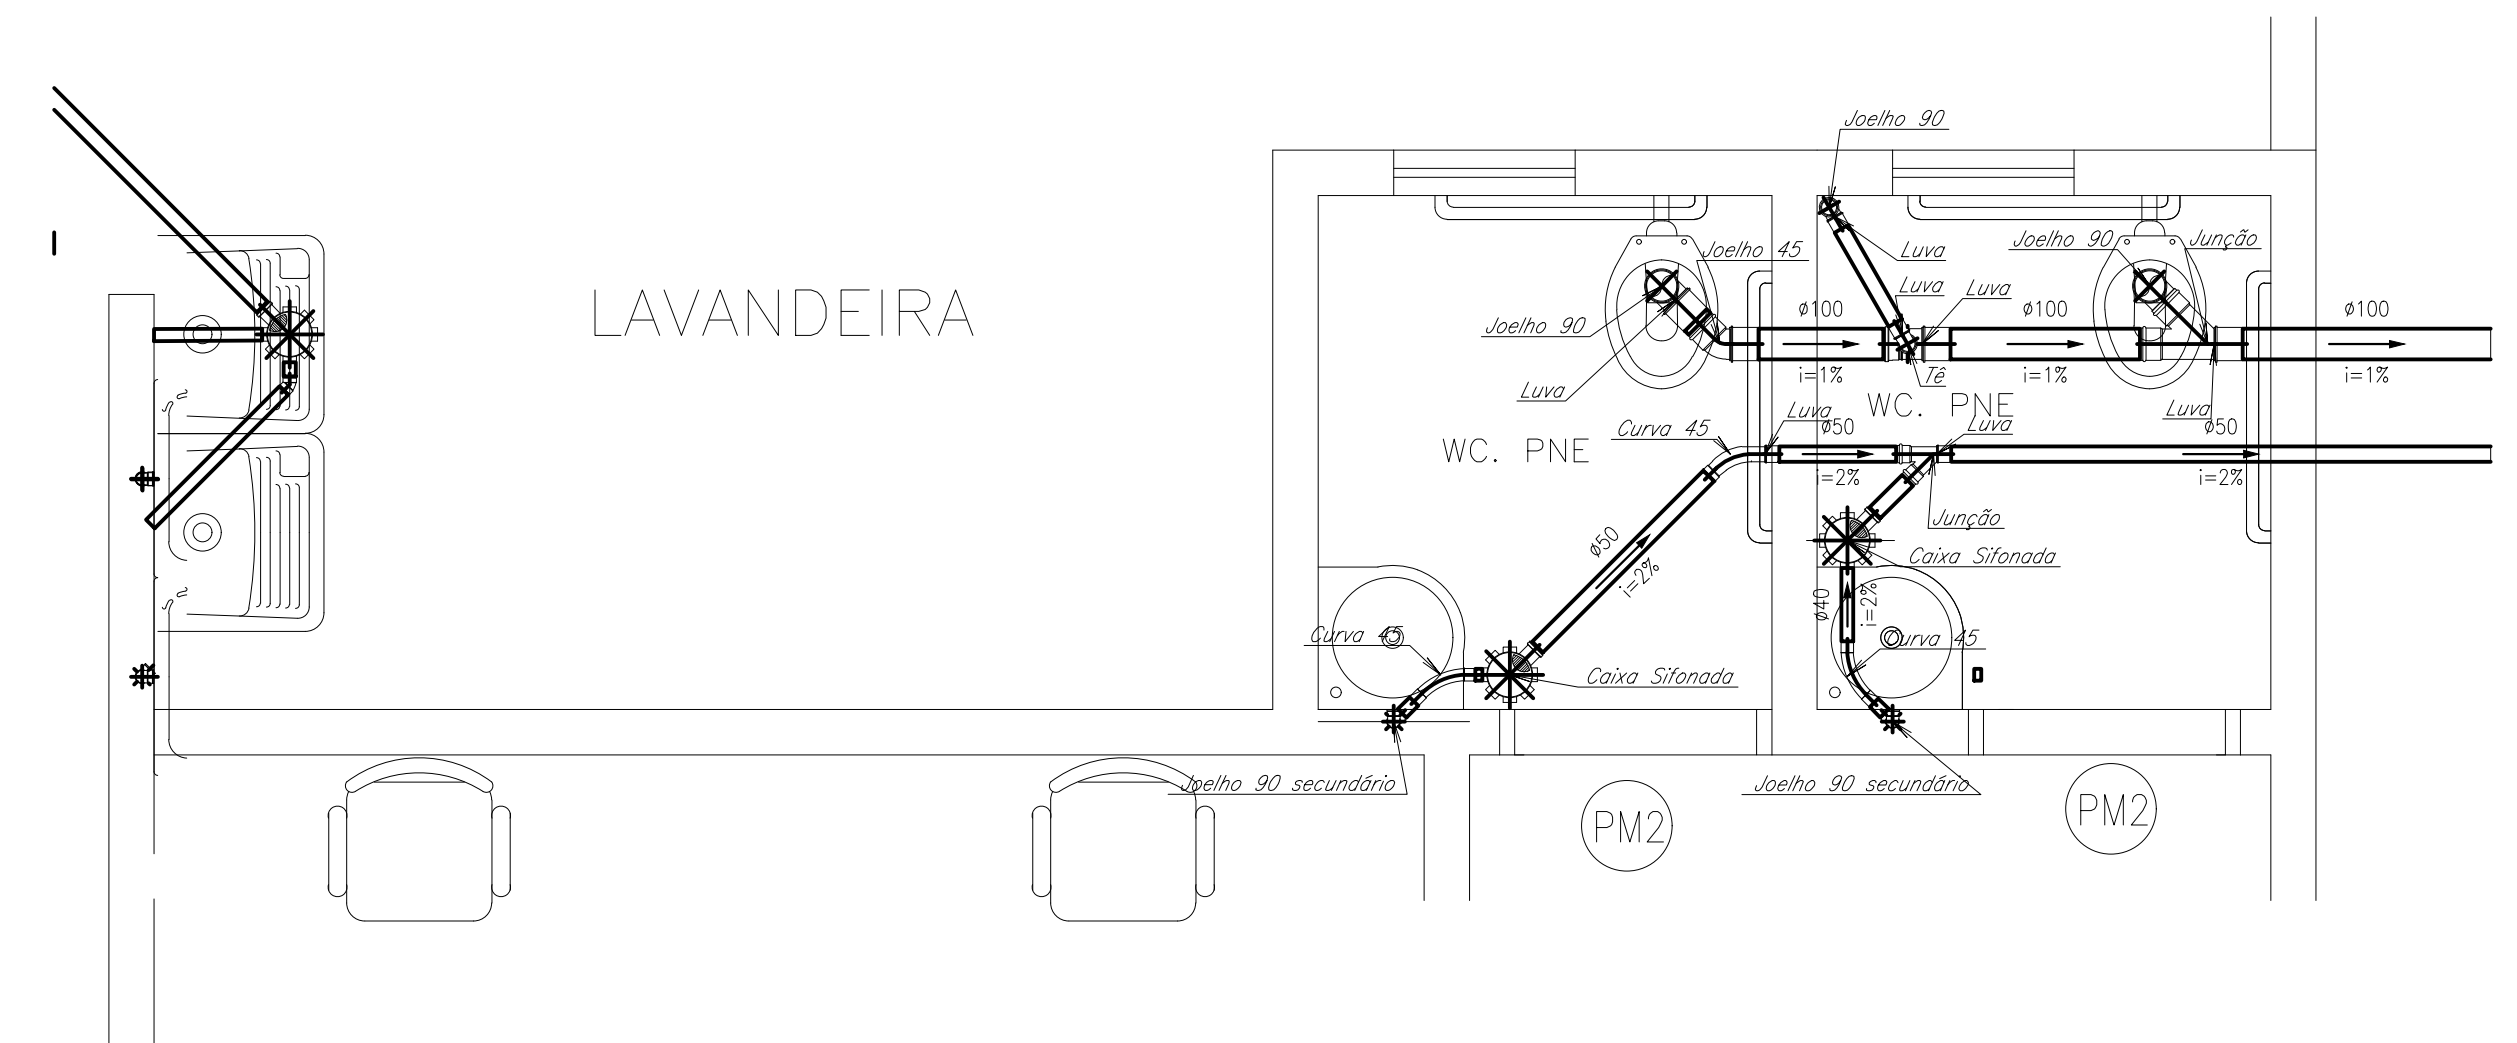 Joelho 90
Joelho 45
Luva
Joelho 90
Junção
Luva
Luva
LAVANDEIRA
ø100
ø100
ø100
Joelho 90
i=1%
Tê
i=1%
i=1%
Luva
WC. PNE
Luva
Luva
Curva 45
ø50
Luva
ø50
WC. PNE
i=2%
i=2%
Junção
ø50
i=2%
Caixa Sifonada
ø40
i=2%
Curva 45
Curva 45
Caixa Sifonada
Joelho 90 secundário
Joelho 90 secundário
PM2
PM2